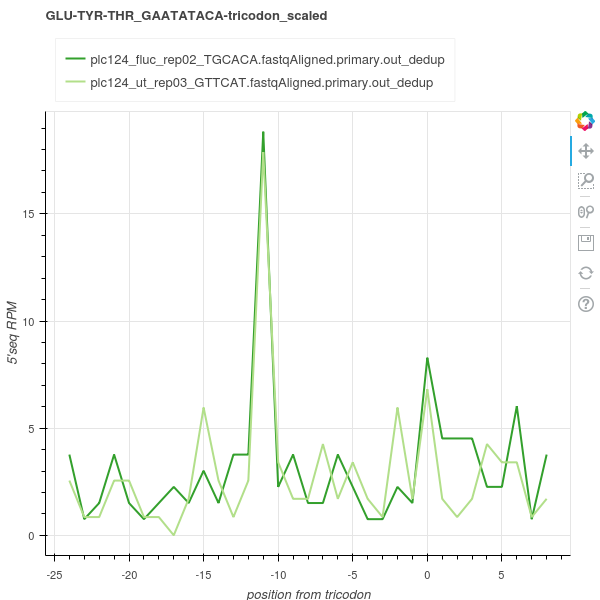 GLU-TYR-THR_GAATATACA-tricodon_scaled
plc124_fluc_rep02_TGCACA.fastqAligned.primary.out_dedup
plc124_ut_rep03_GTTCAT.fastqAligned.primary.out_dedup
15
10
5
0
5'seq RPM
-25 -20 -15 -10 -5 0 5
position from tricodon